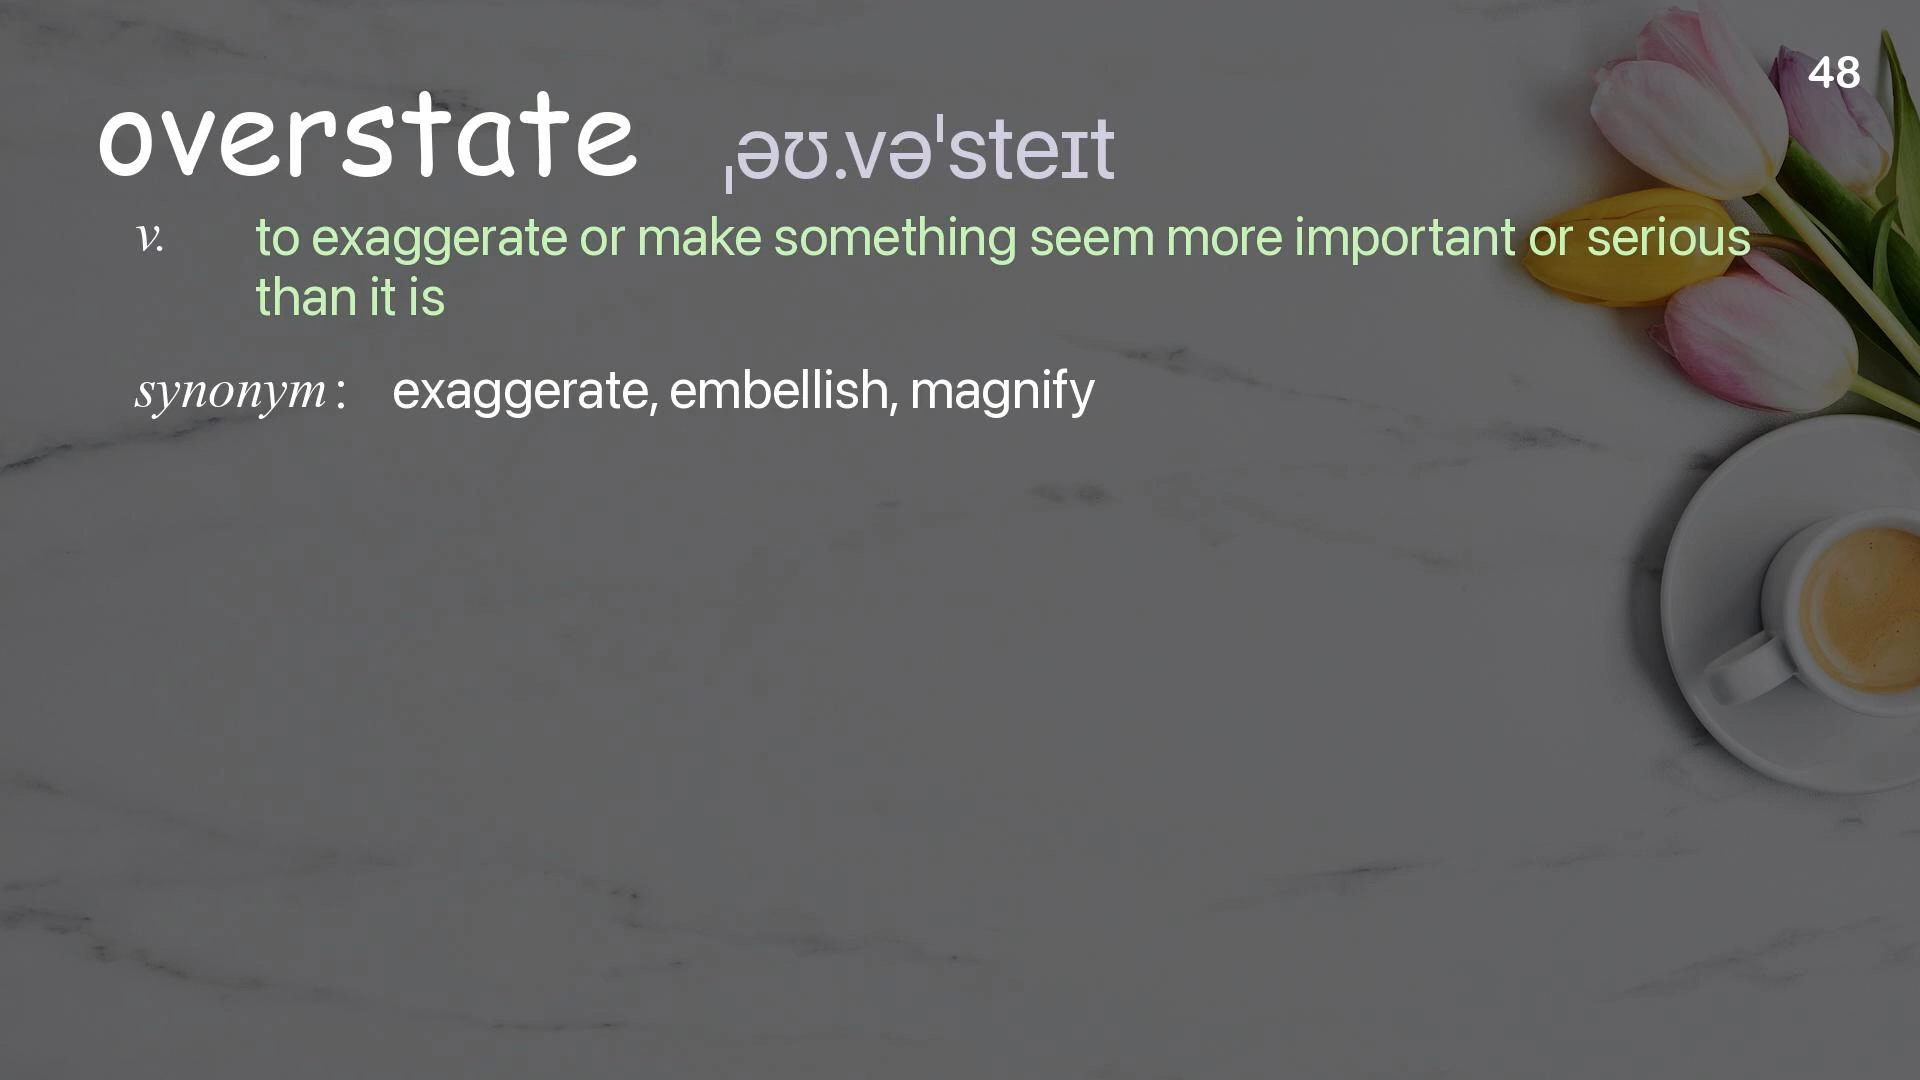 48
overstate ˌəʊ.vəˈsteɪt
v. to exaggerate or make something seem more important or serious
than it is
synonym : exaggerate, embellish, magnify